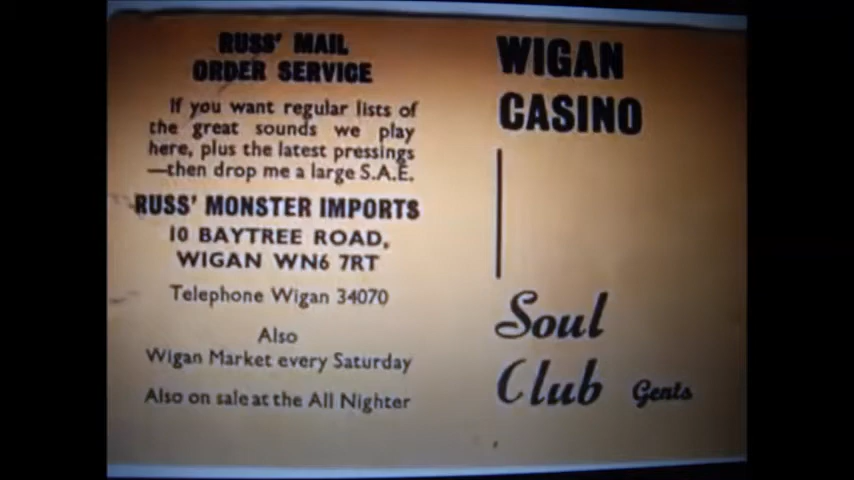 RUSS' MAIL
ORDER SERVICE
If you want regular lists of
the great sounds we play
here, plus the latest pressings
—then drop me a large S.A.E.
RUSS' MONSTER IMPORTS
10 BAYTREE ROAD,
WIGAN WN6 7RT
Telephone Wigan 34070
Also
Wigan Market every Saturday
Also on sale at the All Nighter
WIGAN
CASINO
Soul
Club Gents